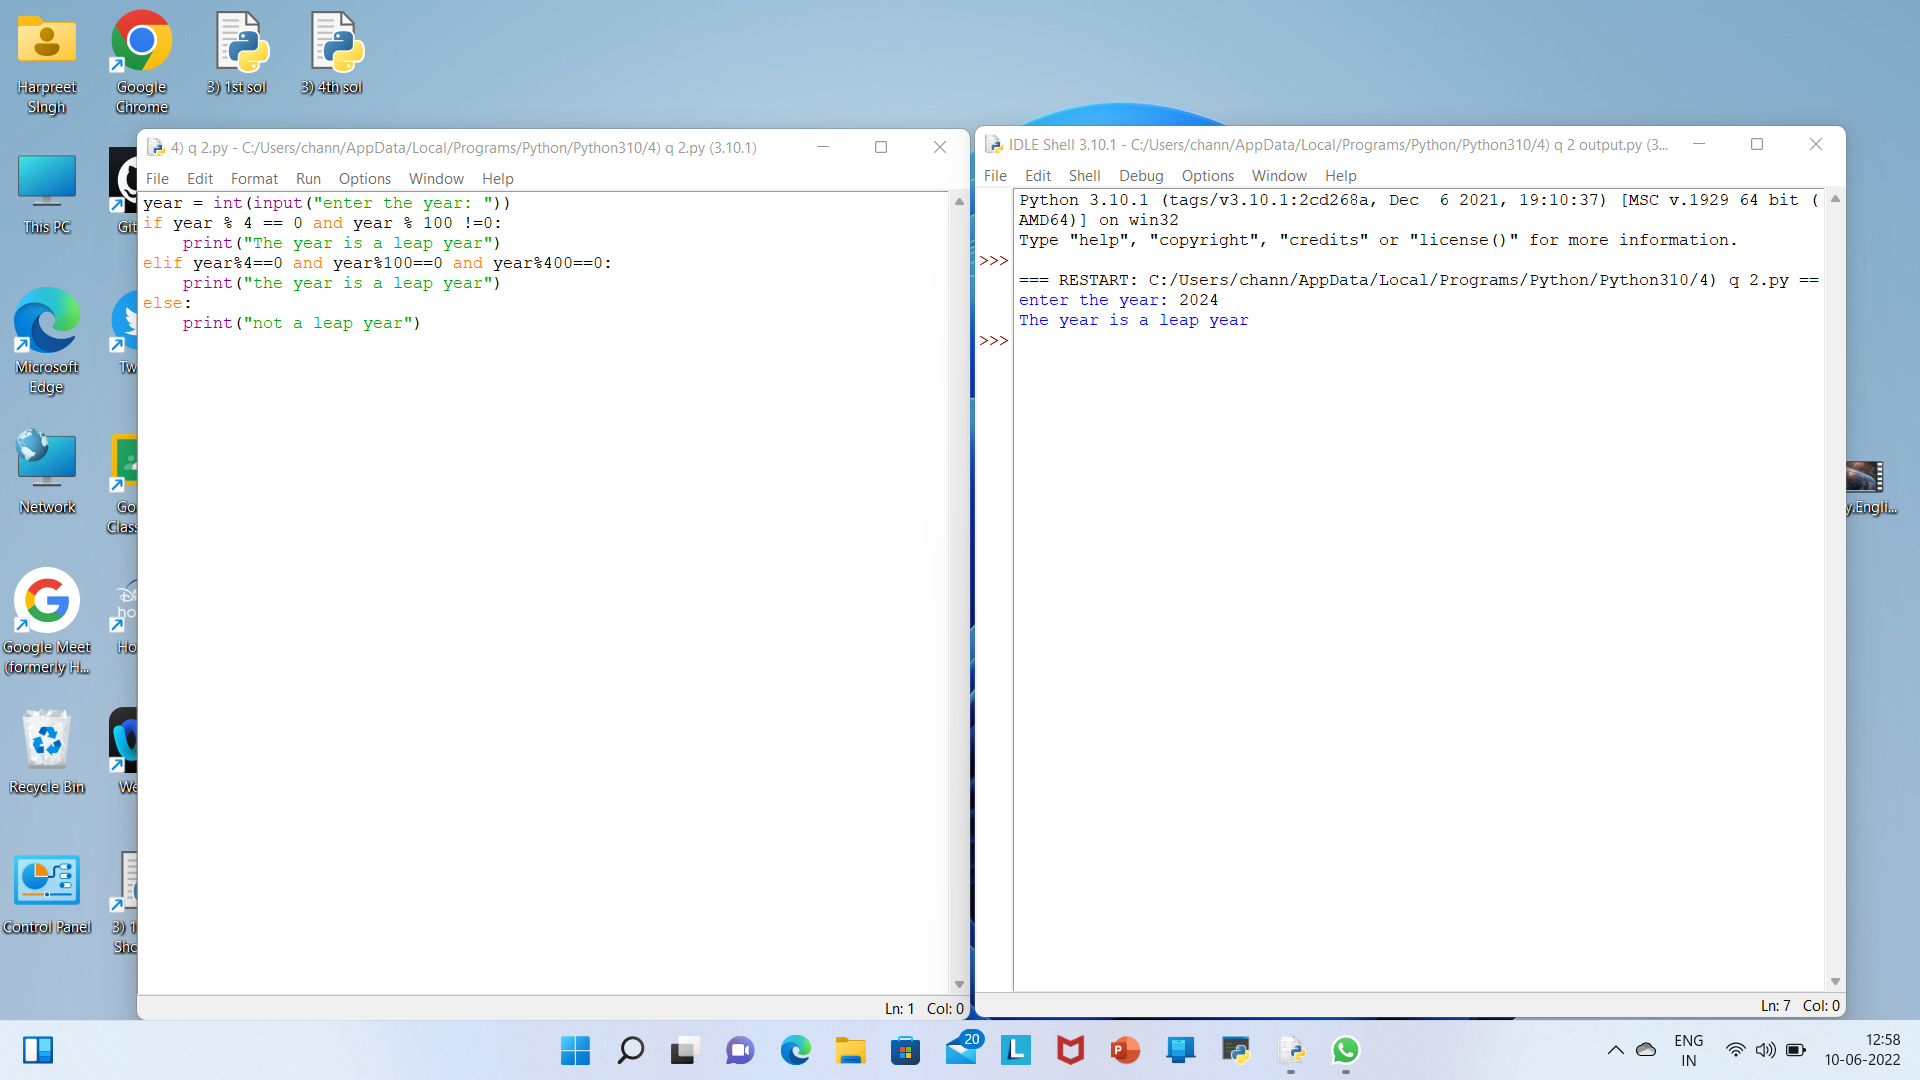 Harpreet
SIngh
Google
Chrome
3) 1st sol
3) 4th sol
This PC
Git
Microsoft
Edge
Tw
Network
Go
Clas
Google Meet
(formerly H...
Ho
Recycle Bin
We
Control Panel
3) 1
Sho
y.Engli...
4) q 2.py - C:/Users/chann/AppData/Local/Programs/Python/Python310/4) q 2.py (3.10.1)
File Edit Format Run Options Window Help
year = int(input("enter the year: "))
if year % 4 == 0 and year % 100 !=0:
    print("The year is a leap year")
elif year%4==0 and year%100==0 and year%400==0:
    print("the year is a leap year")
else:
    print("not a leap year")
Ln: 1 Col: 0
IDLE Shell 3.10.1 - C:/Users/chann/AppData/Local/Programs/Python/Python310/4) q 2 output.py (3...
File Edit Shell Debug Options Window Help
Python 3.10.1 (tags/v3.10.1:2cd268a, Dec  6 2021, 19:10:37) [MSC v.1929 64 bit (
AMD64)] on win32
Type "help", "copyright", "credits" or "license()" for more information.
>>>
=== RESTART: C:/Users/chann/AppData/Local/Programs/Python/Python310/4) q 2.py ==
enter the year: 2024
The year is a leap year
>>>
Ln: 7 Col: 0
20
L
P
ENG
IN
12:58
10-06-2022